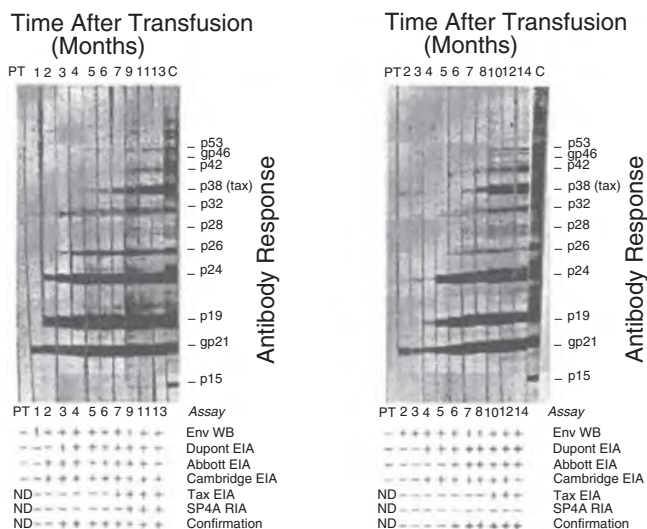 Time After Transfusion
(Months)
PT 1 2 3 4 5 6 7 9 11 13 C
p53
gp46
p42
p38 (tax)
p32
p28
p26
p24
p19
gp21
p15
Antibody Response
PT 1 2 3 4 5 6 7 9 11 13 Assay
Env WB
Dupont EIA
Abbott EIA
Cambridge EIA
ND Tax EIA
ND SP4A RIA
ND Confirmation
Time After Transfusion
(Months)
PT 2 3 4 5 6 7 8 10 12 14 C
p53
gp46
p42
p38 (tax)
p32
p28
p26
p24
p19
gp21
p15
Antibody Response
PT 2 3 4 5 6 7 8 10 12 14 Assay
Env WB
Dupont EIA
Abbott EIA
Cambridge EIA
ND Tax EIA
ND SP4A RIA
ND Confirmation